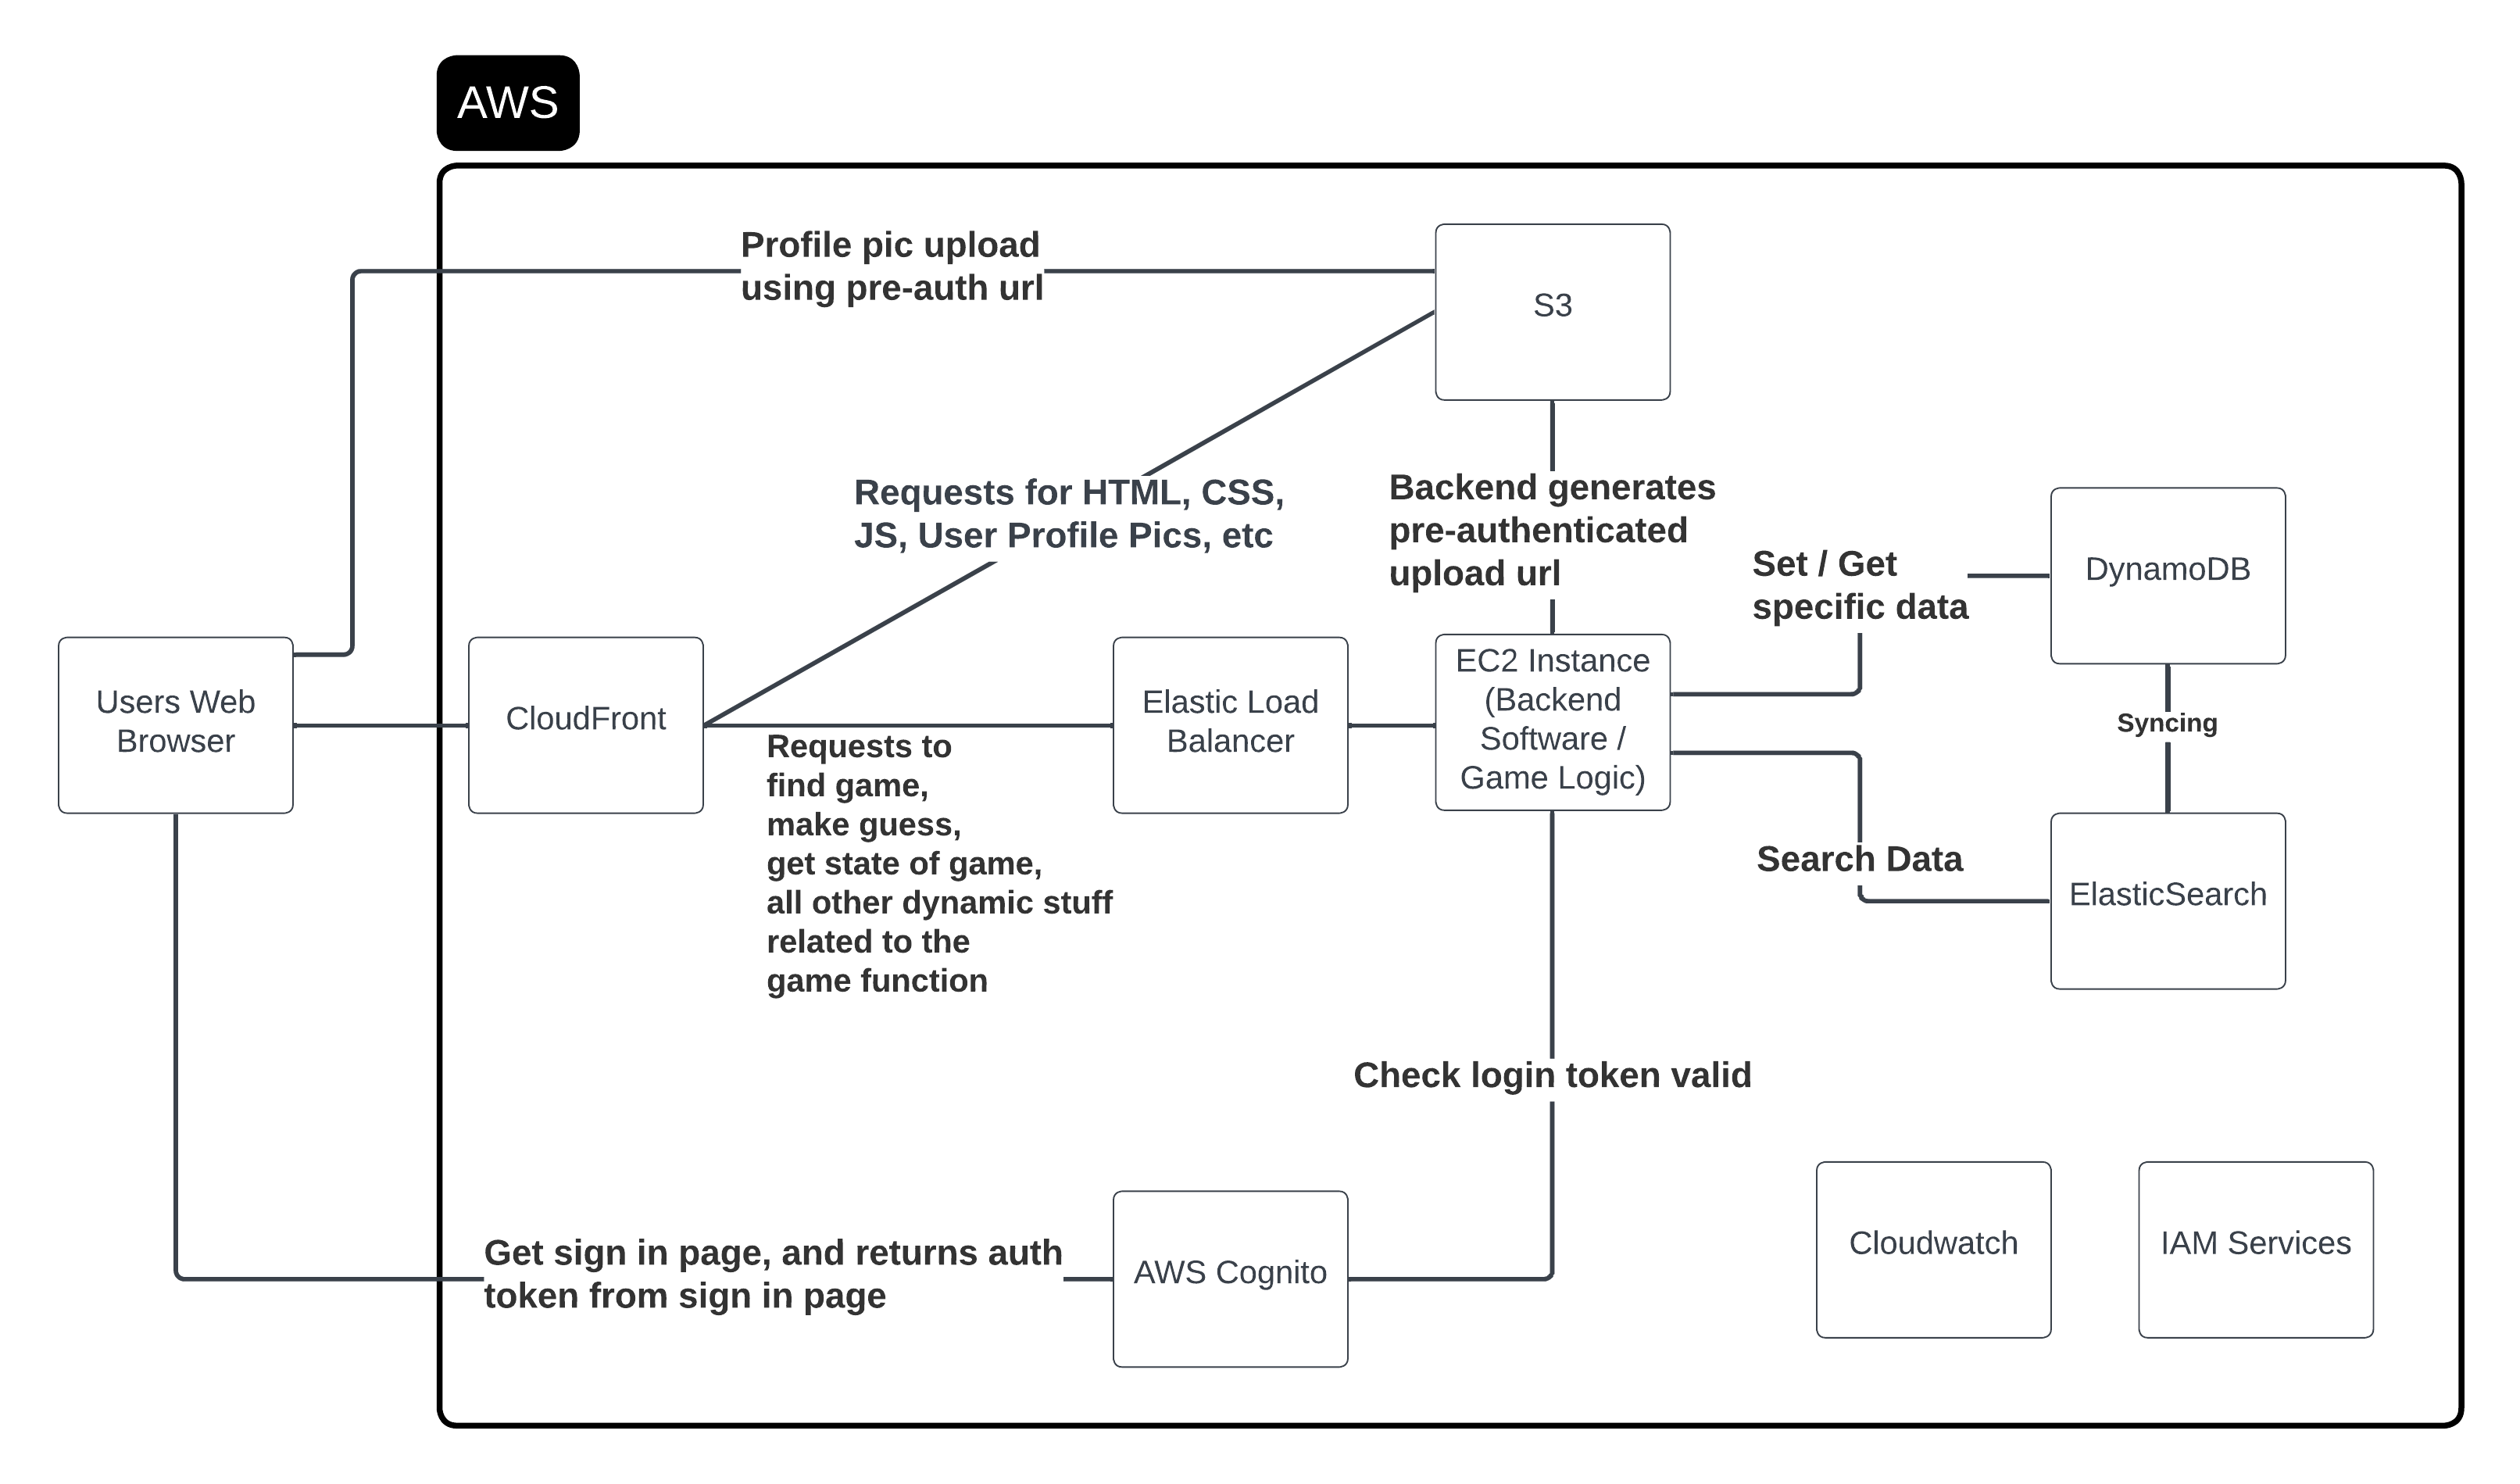 AWS
Profile pic upload
using pre-auth url
S3
Requests for HTML, CSS,
JS, User Profile Pics, etc
Backend generates
pre-authenticated
upload url
Set / Get
specific data
DynamoDB
Users Web
Browser
CloudFront
Elastic Load
Balancer
EC2 Instance
(Backend
Software /
Game Logic)
Syncing
Requests to
find game,
make guess,
get state of game,
all other dynamic stuff
related to the
game function
Search Data
ElasticSearch
Check login token valid
Get sign in page, and returns auth
token from sign in page
AWS Cognito
Cloudwatch
IAM Services